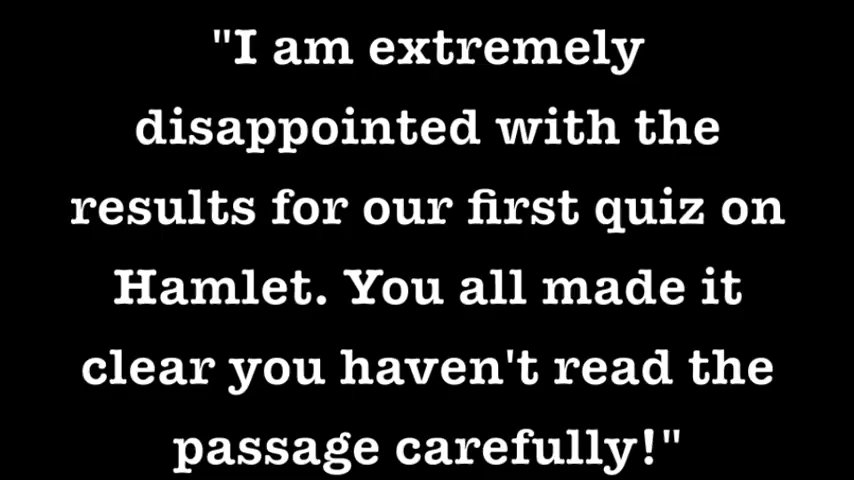 "I am extremely
disappointed with the
results for our first quiz on
Hamlet. You all made it
clear you haven't read the
passage carefully!"